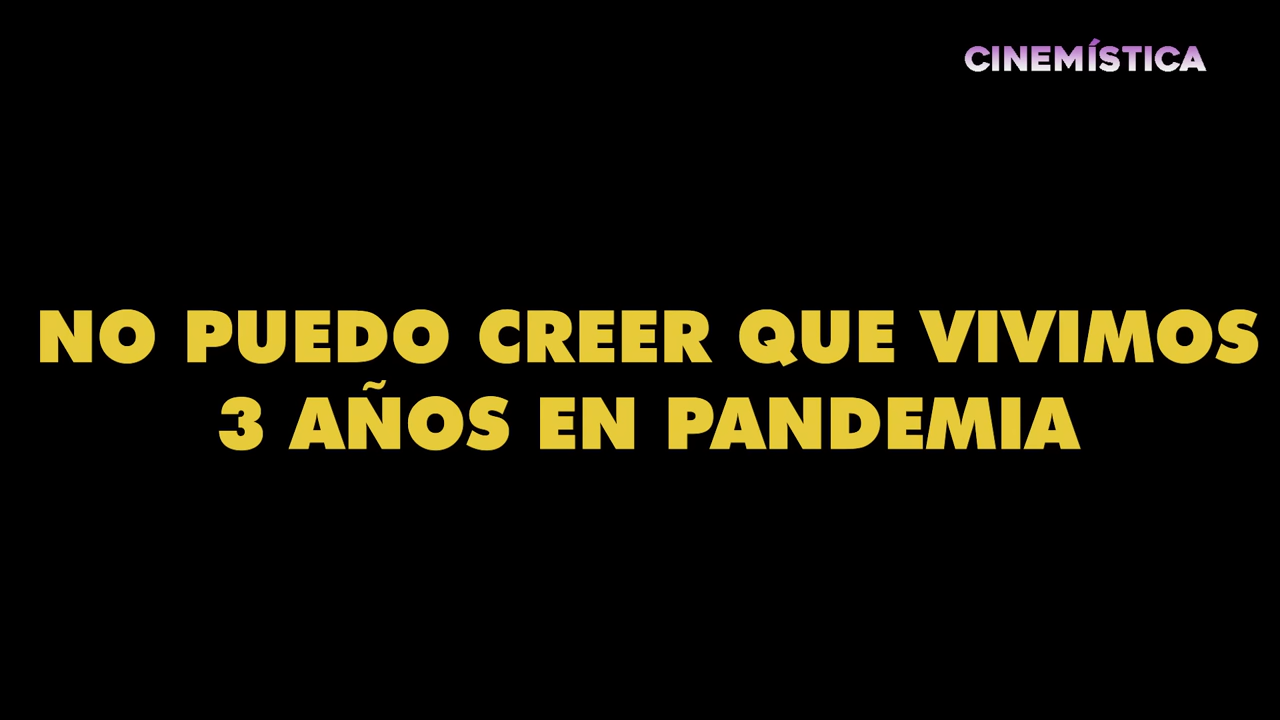 CINEMÍSTICA
NO PUEDO CREER QUE VIVIMOS
3 AÑOS EN PANDEMIA